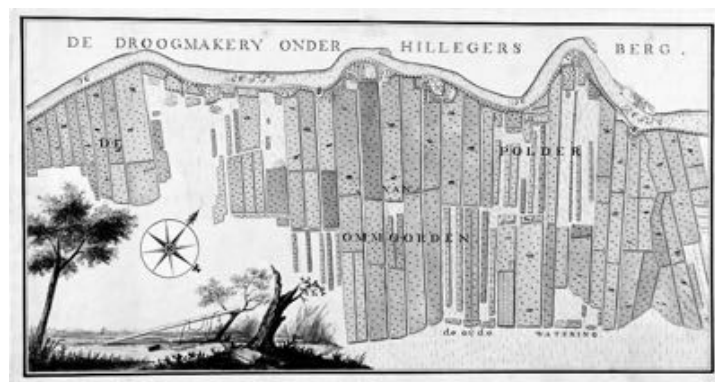 DE DROOGMAKERY ONDER HILLEGERS BERG.
DE POLDER
VAN
OMMOORDEN
de oude WATERING